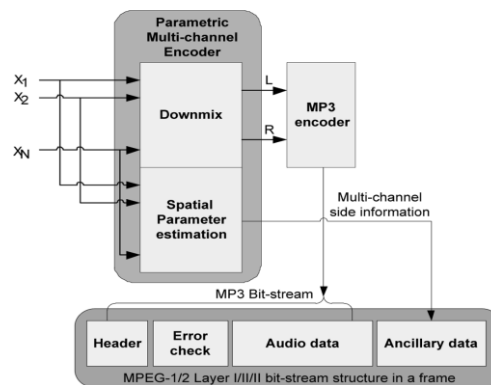 Parametric
Multi-channel
Encoder
X1
X2
XN
Downmix
L
R
MP3
encoder
Spatial
Parameter
estimation
Multi-channel
side information
MP3 Bit-stream
Header
Error
check
Audio data
Ancillary data
MPEG-1/2 Layer I/II/II bit-stream structure in a frame